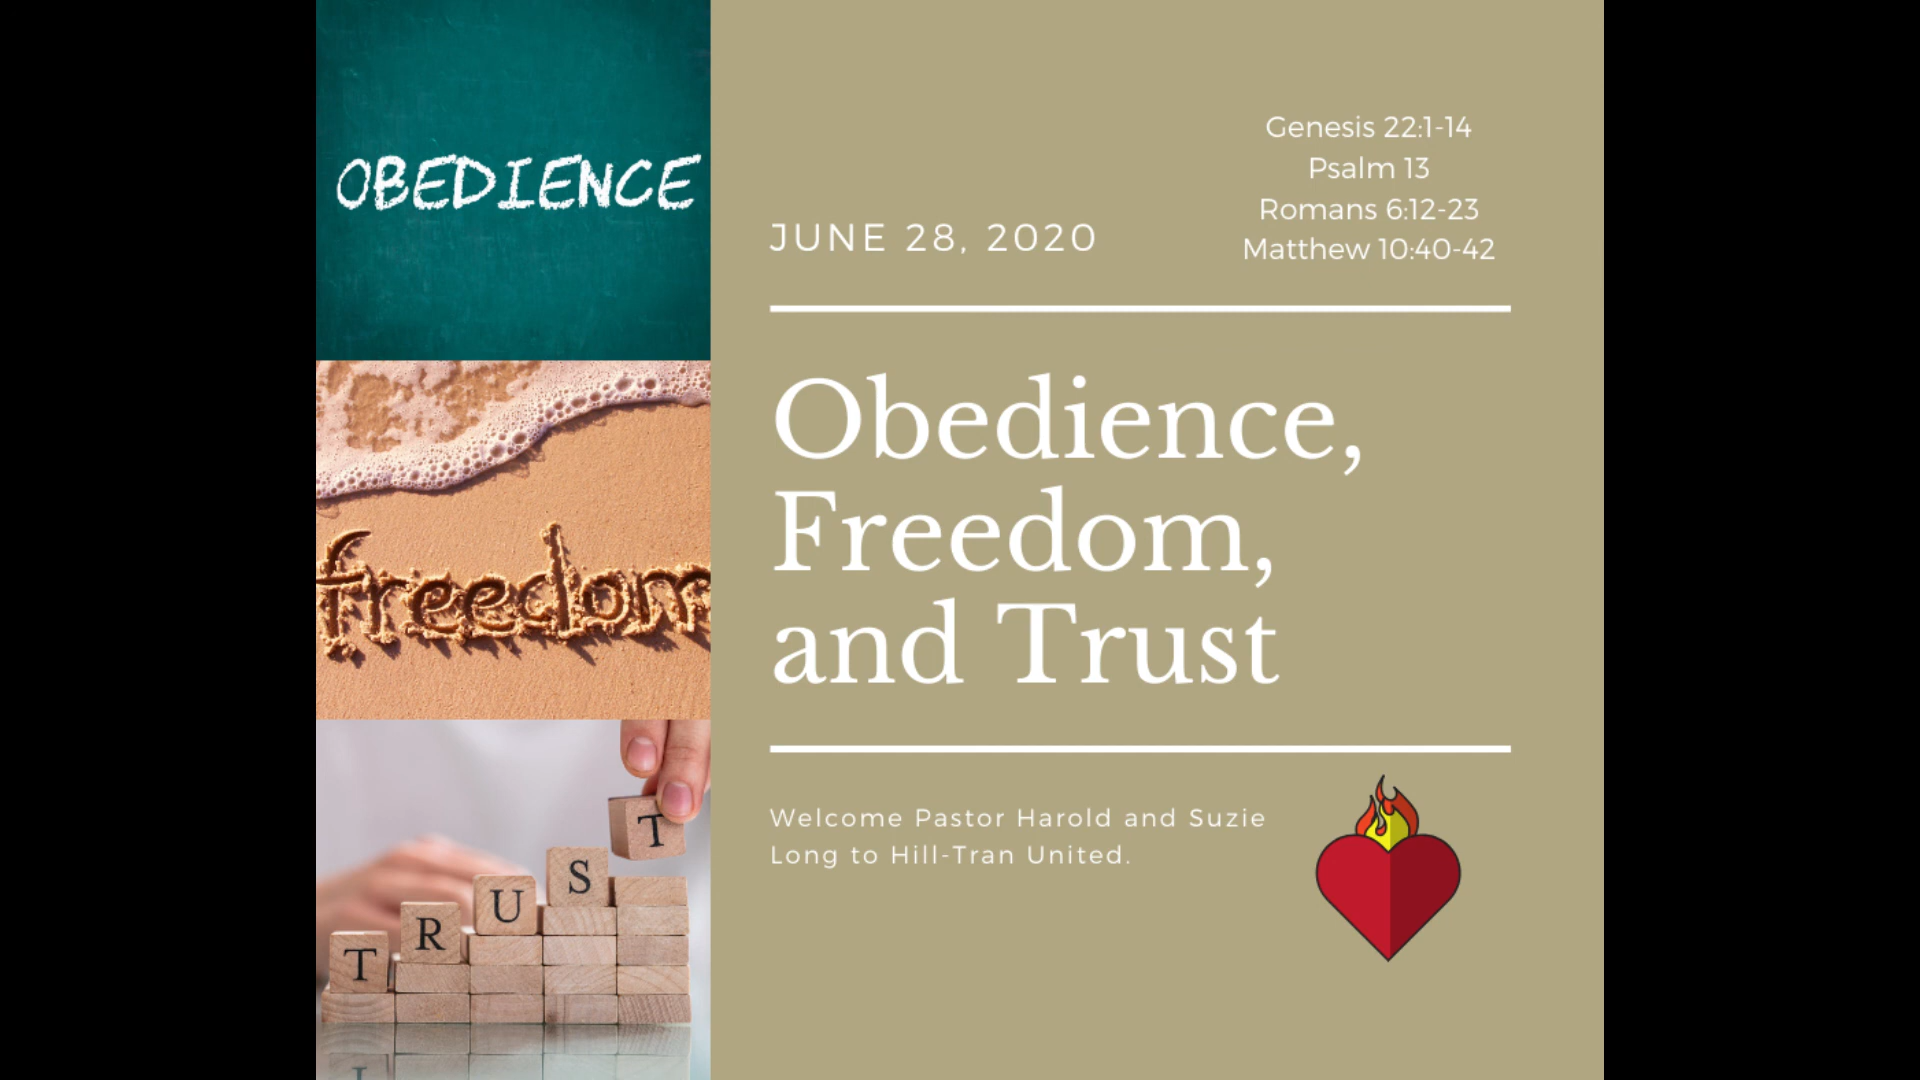 OBEDIENCE
freedom
T R U S T
JUNE 28, 2020
Genesis 22:1-14
Psalm 13
Romans 6:12-23
Matthew 10:40-42
Obedience,
Freedom,
and Trust
Welcome Pastor Harold and Suzie
Long to Hill-Tran United.